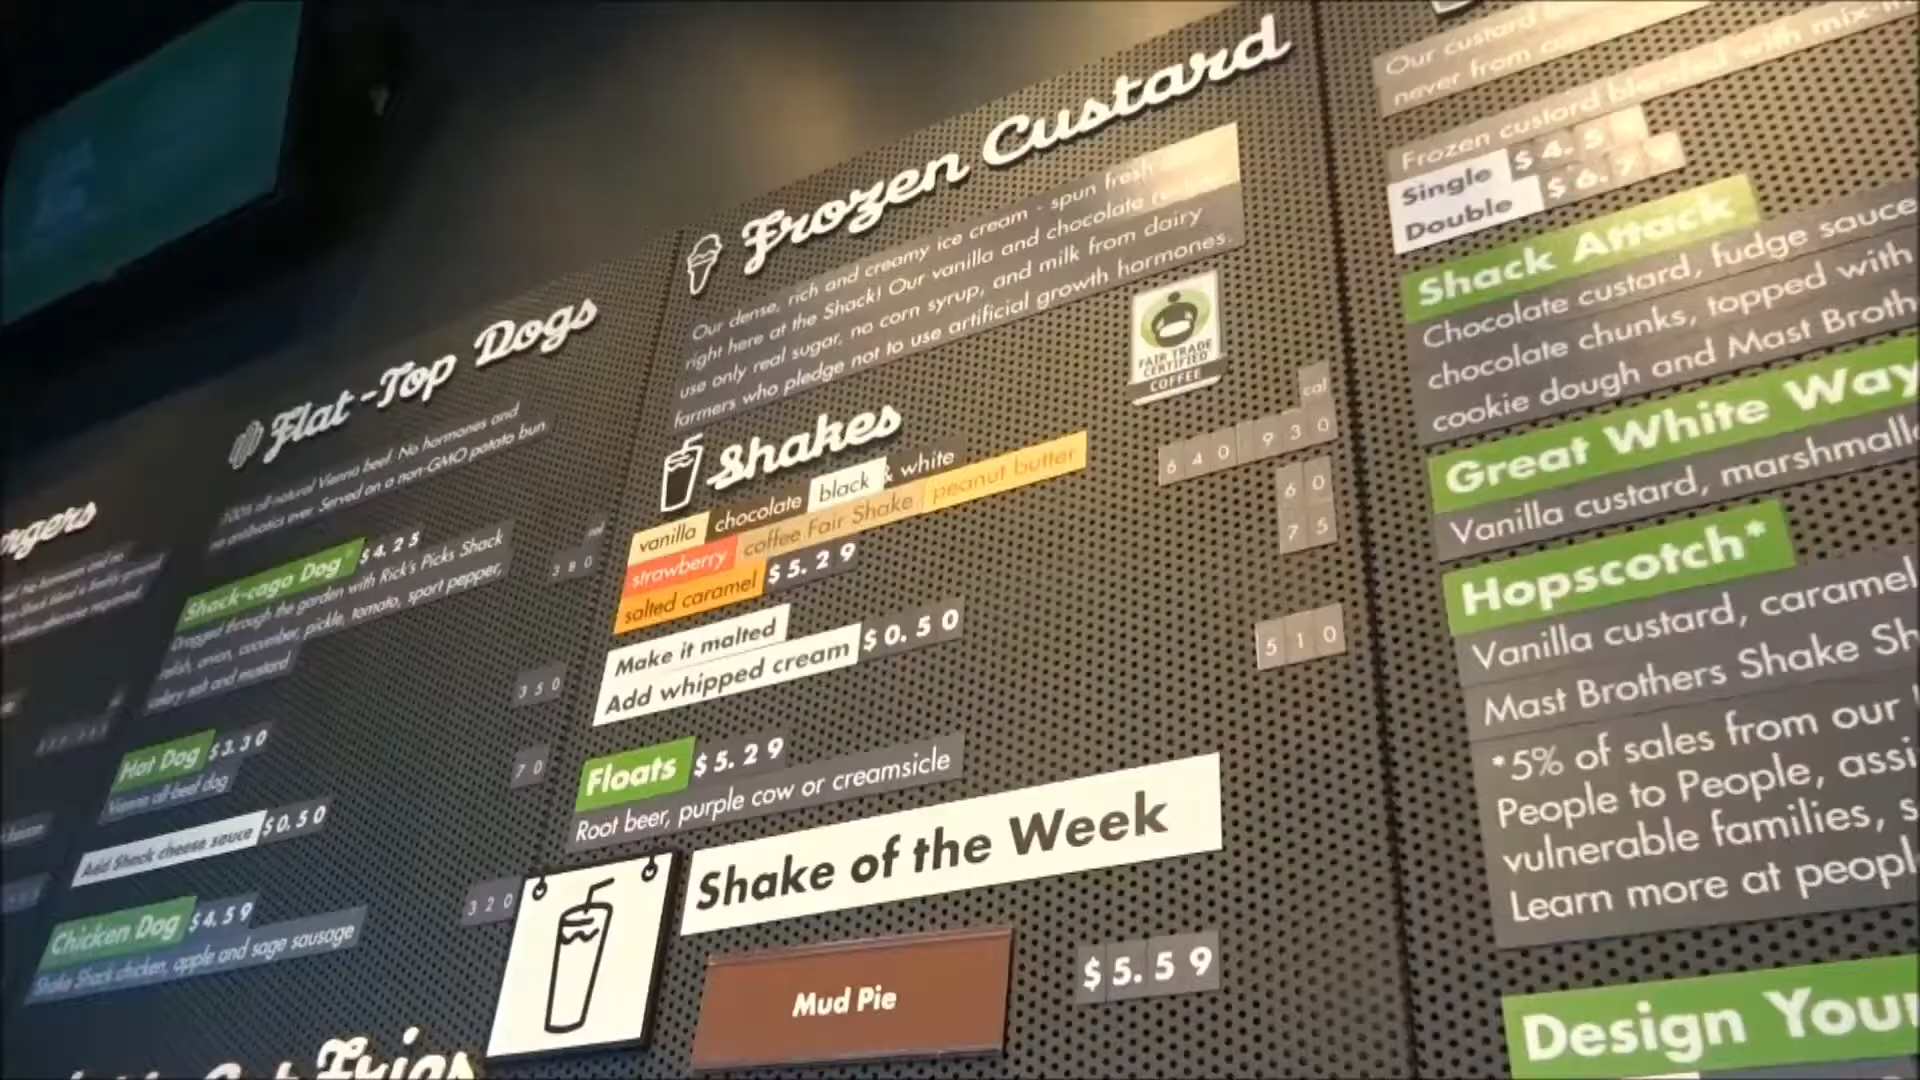 Flat-Top Dogs
100% all-natural Vienna beef. No hormones and
no antibiotics ever. Served on a non-GMO potato bun.
cal
Shack-cago Dog $4.25
380
Dragged through the garden with Rick's Picks Shack
relish, onion, cucumber, pickle, tomato, sport pepper,
celery salt and mustard
Hot Dog $3.30
350
Vienna all-beef dog
Add Shack cheese sauce $0.50
70
Chicken Dog $4.59
320
Shake Shack chicken, apple and sage sausage
Frozen Custard
Our dense, rich and creamy ice cream - spun fresh
right here at the Shack! Our vanilla and chocolate
use only real sugar, no corn syrup, and milk from dairy
farmers who pledge not to use artificial growth hormones.
FAIR TRADE
CERTIFIED
COFFEE
Shakes
cal
vanilla chocolate black & white
640 930
strawberry coffee Fair Shake peanut butter
salted caramel $5.29
Make it malted
60
Add whipped cream $0.50
75
Floats $5.29
510
Root beer, purple cow or creamsicle
Shake of the Week
Mud Pie
$5.59
Our custard
never from
Frozen custard blended with
Single $4.5
Double $6.7
Shack Attack
Chocolate custard, fudge sauce
chocolate chunks, topped with
cookie dough and Mast Broth
Great White Way
Vanilla custard, marshmall
Hopscotch*
Vanilla custard, caramel
Mast Brothers Shake Sh
*5% of sales from our
People to People, assi
vulnerable families, s
Learn more at peopl
Design Your